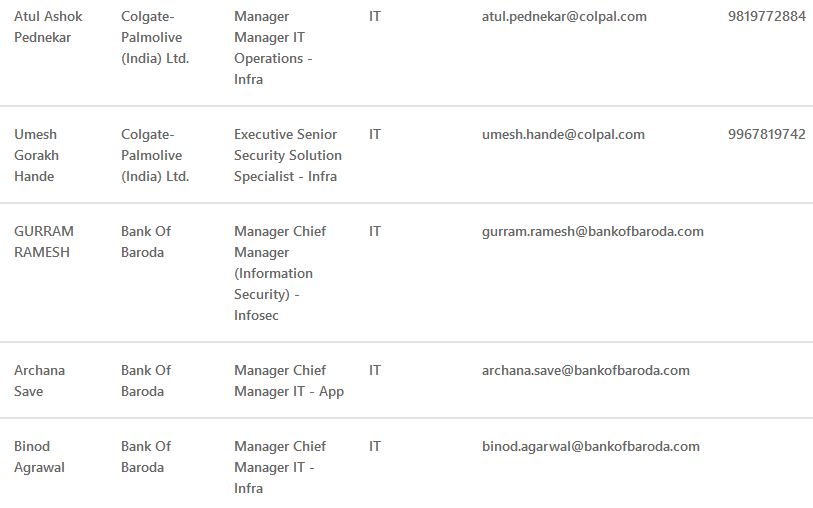 Atul Ashok Colgate- Manager IT atul.pednekar@colpal.com 9819772884
Pednekar Palmolive Manager IT
(India) Ltd. Operations -
Infra
Umesh Colgate- Executive Senior IT umesh.hande@colpal.com 9967819742
Gorakh Palmolive Security Solution
Hande (India) Ltd. Specialist - Infra
GURRAM Bank Of Manager Chief IT gurram.ramesh@bankofbaroda.com
RAMESH Baroda Manager
(Information
Security) -
Infosec
Archana Bank Of Manager Chief IT archana.save@bankofbaroda.com
Save Baroda Manager IT - App
Binod Bank Of Manager Chief IT binod.agarwal@bankofbaroda.com
Agrawal Baroda Manager IT -
Infra